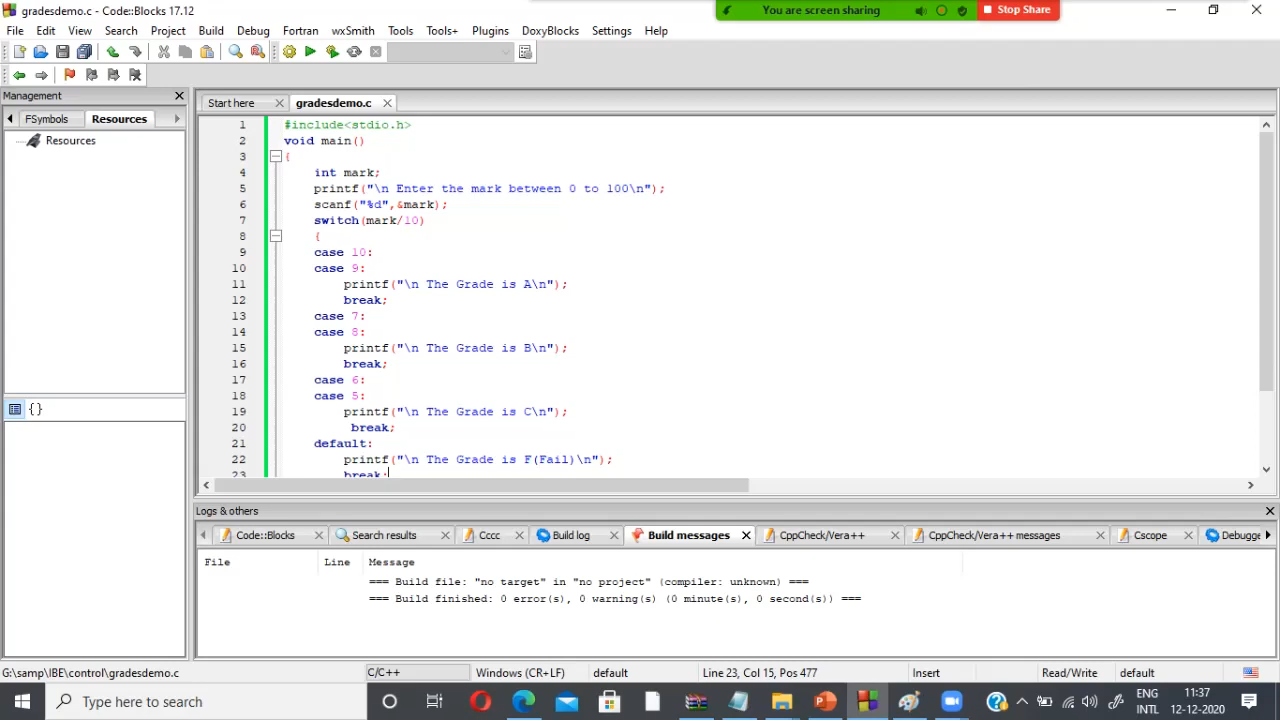 gradesdemo.c - Code::Blocks 17.12
You are screen sharing
Stop Share
File Edit View Search Project Build Debug Fortran wxSmith Tools Tools+ Plugins DoxyBlocks Settings Help
Management
FSymbols Resources
Resources
{}
Start here gradesdemo.c
1 #include<stdio.h>
2 void main()
3 {
4 int mark;
5 printf("\n Enter the mark between 0 to 100\n");
6 scanf("%d",&mark);
7 switch(mark/10)
8 {
9 case 10:
10 case 9:
11 printf("\n The Grade is A\n");
12 break;
13 case 7:
14 case 8:
15 printf("\n The Grade is B\n");
16 break;
17 case 6:
18 case 5:
19 printf("\n The Grade is C\n");
20 break;
21 default:
22 printf("\n The Grade is F(Fail)\n");
23 break;
Logs & others
Code::Blocks Search results Cccc Build log Build messages CppCheck/Vera++ CppCheck/Vera++ messages Cscope Debugge
File Line Message
=== Build file: "no target" in "no project" (compiler: unknown) ===
=== Build finished: 0 error(s), 0 warning(s) (0 minute(s), 0 second(s)) ===
G:\samp\IBE\control\gradesdemo.c C/C++ Windows (CR+LF) default Line 23, Col 15, Pos 477 Insert Read/Write default
Type here to search
ENG
INTL
11:37
12-12-2020